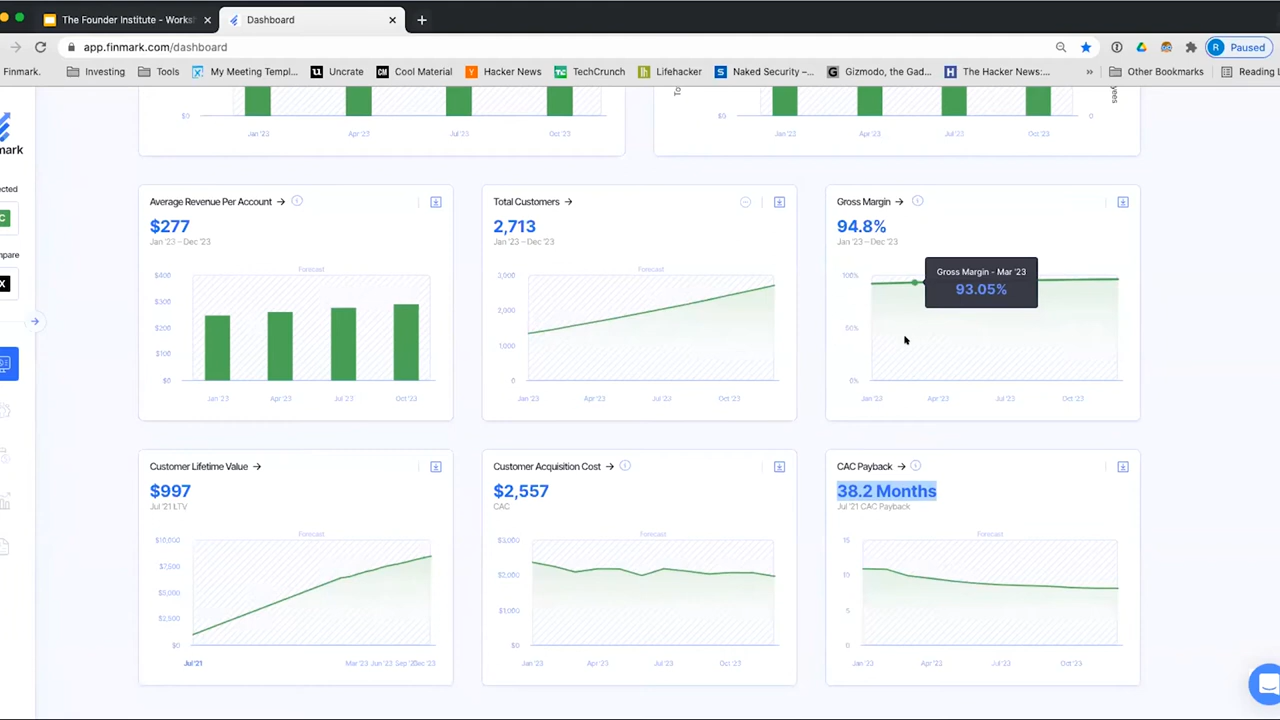 The Founder Institute - Works
Dashboard
app.finmark.com/dashboard
Paused
Finmark.
Investing
Tools
My Meeting Templ...
Uncrate
Cool Material
Hacker News
TechCrunch
Lifehacker
Naked Security –...
Gizmodo, the Gad...
The Hacker News:...
»
Other Bookmarks
Reading L
$0
Jan '23 Apr '23 Jul '23 Oct '23
To
$0
0
Jan '23 Apr '23 Jul '23 Oct '23
nmark
ected
C
mpare
X
Average Revenue Per Account →
$277
Jan '23 – Dec '23
Forecast
$400
$300
$200
$100
$0
Jan '23 Apr '23 Jul '23 Oct '23
Total Customers →
2,713
Jan '23 – Dec '23
Forecast
3,000
2,000
1,000
0
Jan '23 Apr '23 Jul '23 Oct '23
Gross Margin →
94.8%
Jan '23 – Dec '23
Gross Margin - Mar '23
93.05%
100%
50%
0%
Jan '23 Apr '23 Jul '23 Oct '23
Customer Lifetime Value →
$997
Jul '21 LTV
Forecast
$10,000
$7,500
$5,000
$2,500
$0
Jul '21 Mar '23 Jun '23 Sep '23 Dec '23
Customer Acquisition Cost →
$2,557
CAC
Forecast
$3,000
$2,000
$1,000
$0
Jan '23 Apr '23 Jul '23 Oct '23
CAC Payback →
38.2 Months
Jul '21 CAC Payback
Forecast
15
10
5
0
Jan '23 Apr '23 Jul '23 Oct '23